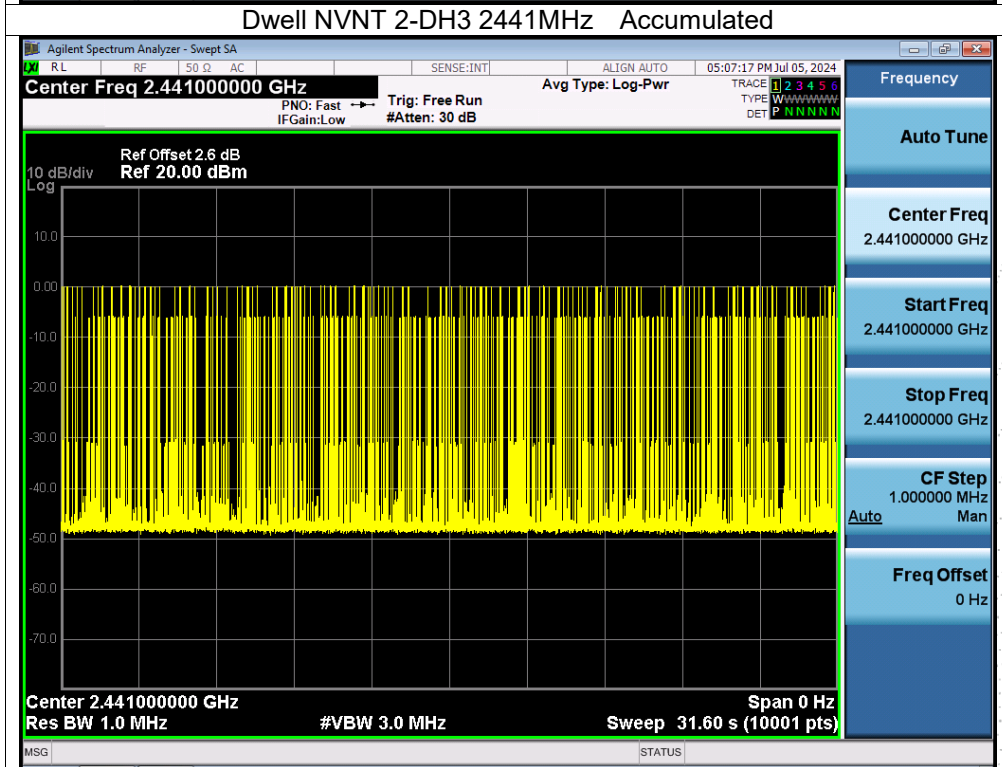 Dwell NVNT 2-DH3 2441MHz Accumulated
Agilent Spectrum Analyzer - Swept SA
LXI RL RF 50 Ω AC SENSE:INT ALIGN AUTO 05:07:17 PM Jul 05, 2024
Center Freq 2.441000000 GHz
PNO: Fast
IFGain:Low
Trig: Free Run
#Atten: 30 dB
Avg Type: Log-Pwr
TRACE 1 2 3 4 5 6
TYPE WWWWWW
DET P N N N N N
Ref Offset 2.6 dB
10 dB/div Ref 20.00 dBm
Log
10.0
0.00
-10.0
-20.0
-30.0
-40.0
-50.0
-60.0
-70.0
Center 2.441000000 GHz Span 0 Hz
Res BW 1.0 MHz #VBW 3.0 MHz Sweep 31.60 s (10001 pts)
MSG STATUS
Frequency
Auto Tune
Center Freq
2.441000000 GHz
Start Freq
2.441000000 GHz
Stop Freq
2.441000000 GHz
CF Step
1.000000 MHz
Auto Man
Freq Offset
0 Hz